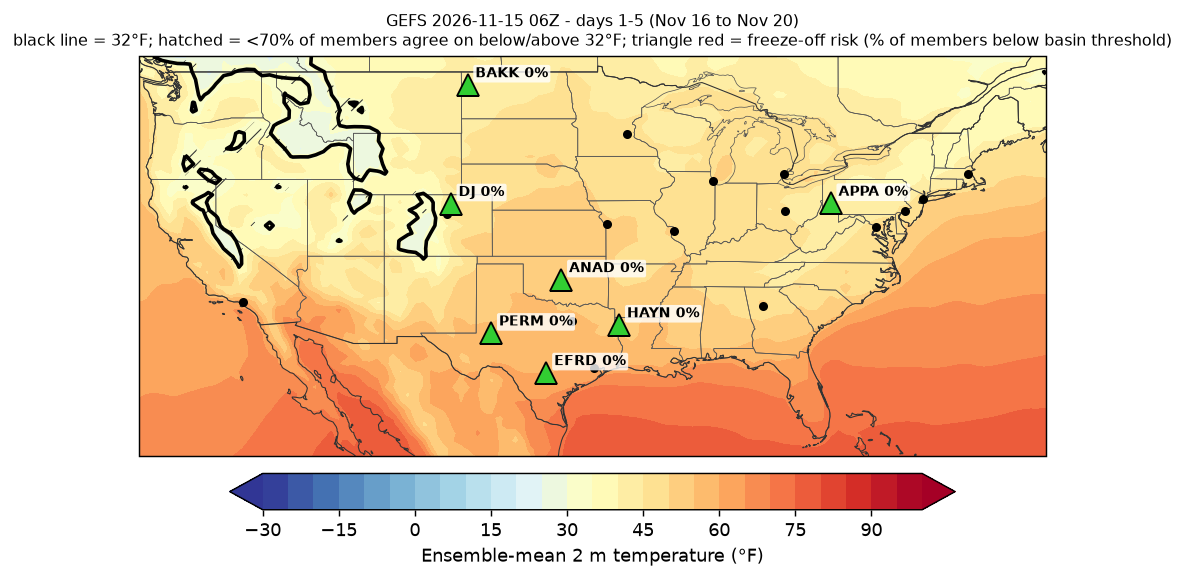 GEFS 2026-11-15 06Z - days 1-5 (Nov 16 to Nov 20)
black line = 32°F; hatched = <70% of members agree on below/above 32°F; triangle red = freeze-off risk (% of members below basin threshold)
BAKK 0%
DJ 0%
APPA 0%
ANAD 0%
HAYN 0%
PERM 0%
EFRD 0%
−30 −15 0 15 30 45 60 75 90
Ensemble-mean 2 m temperature (°F)